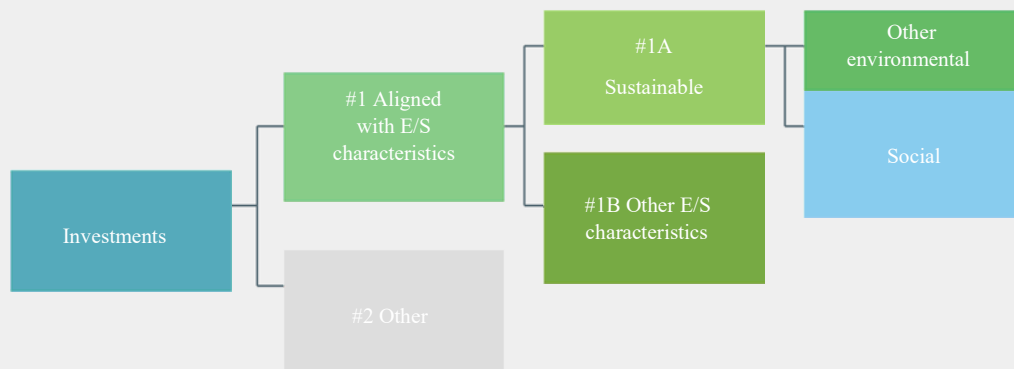 Investments
#1 Aligned
with E/S
characteristics
#2 Other
#1A
Sustainable
#1B Other E/S
characteristics
Other
environmental
Social